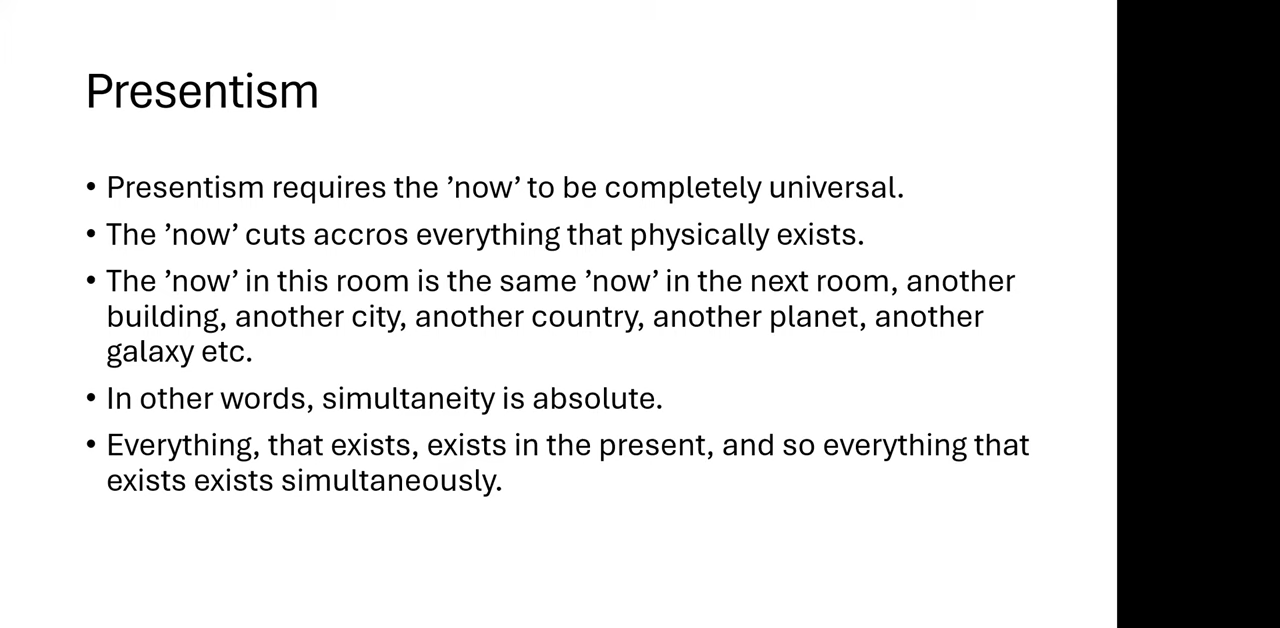 Presentism
• Presentism requires the ’now’ to be completely universal.
• The ’now’ cuts accros everything that physically exists.
• The ’now’ in this room is the same ’now’ in the next room, another
building, another city, another country, another planet, another
galaxy etc.
• In other words, simultaneity is absolute.
• Everything, that exists, exists in the present, and so everything that
exists exists simultaneously.